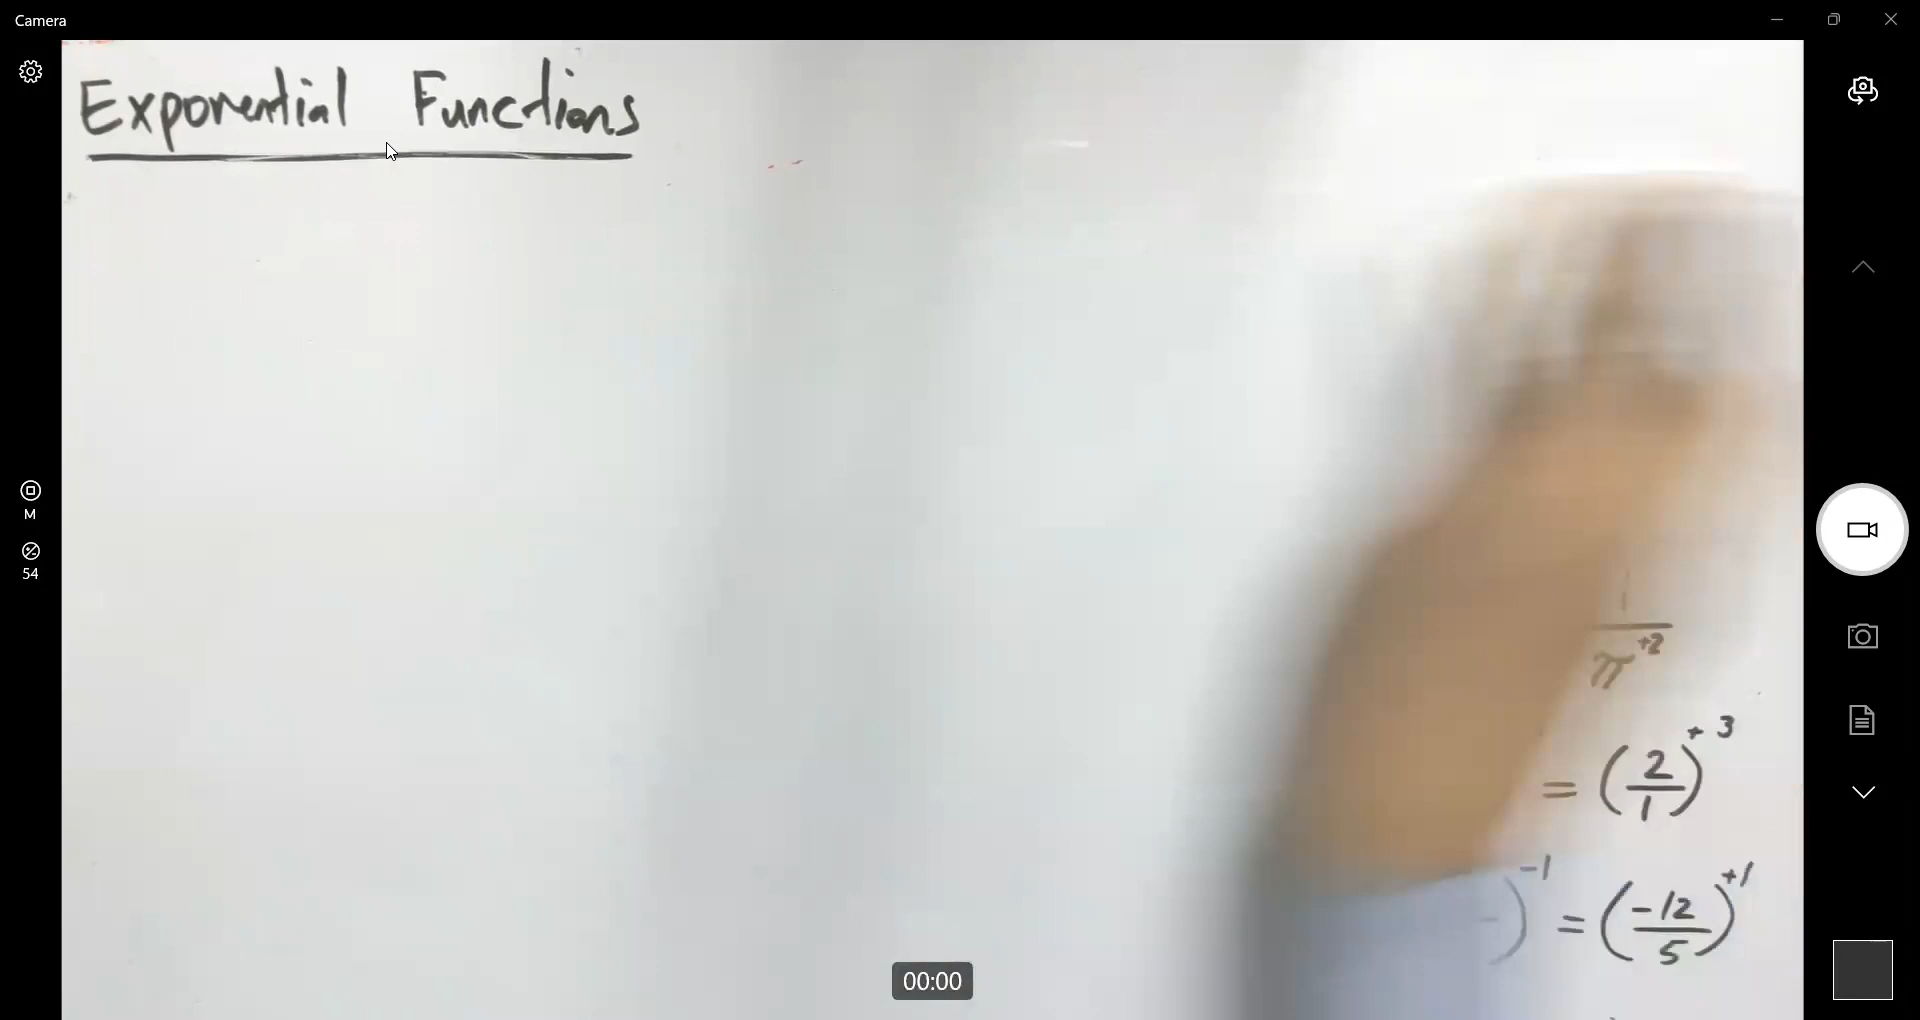 Camera
Exponential Functions
M
54
1
π⁺²
= (2/1)⁺³
)⁻¹ = (-12/5)⁺¹
00:00